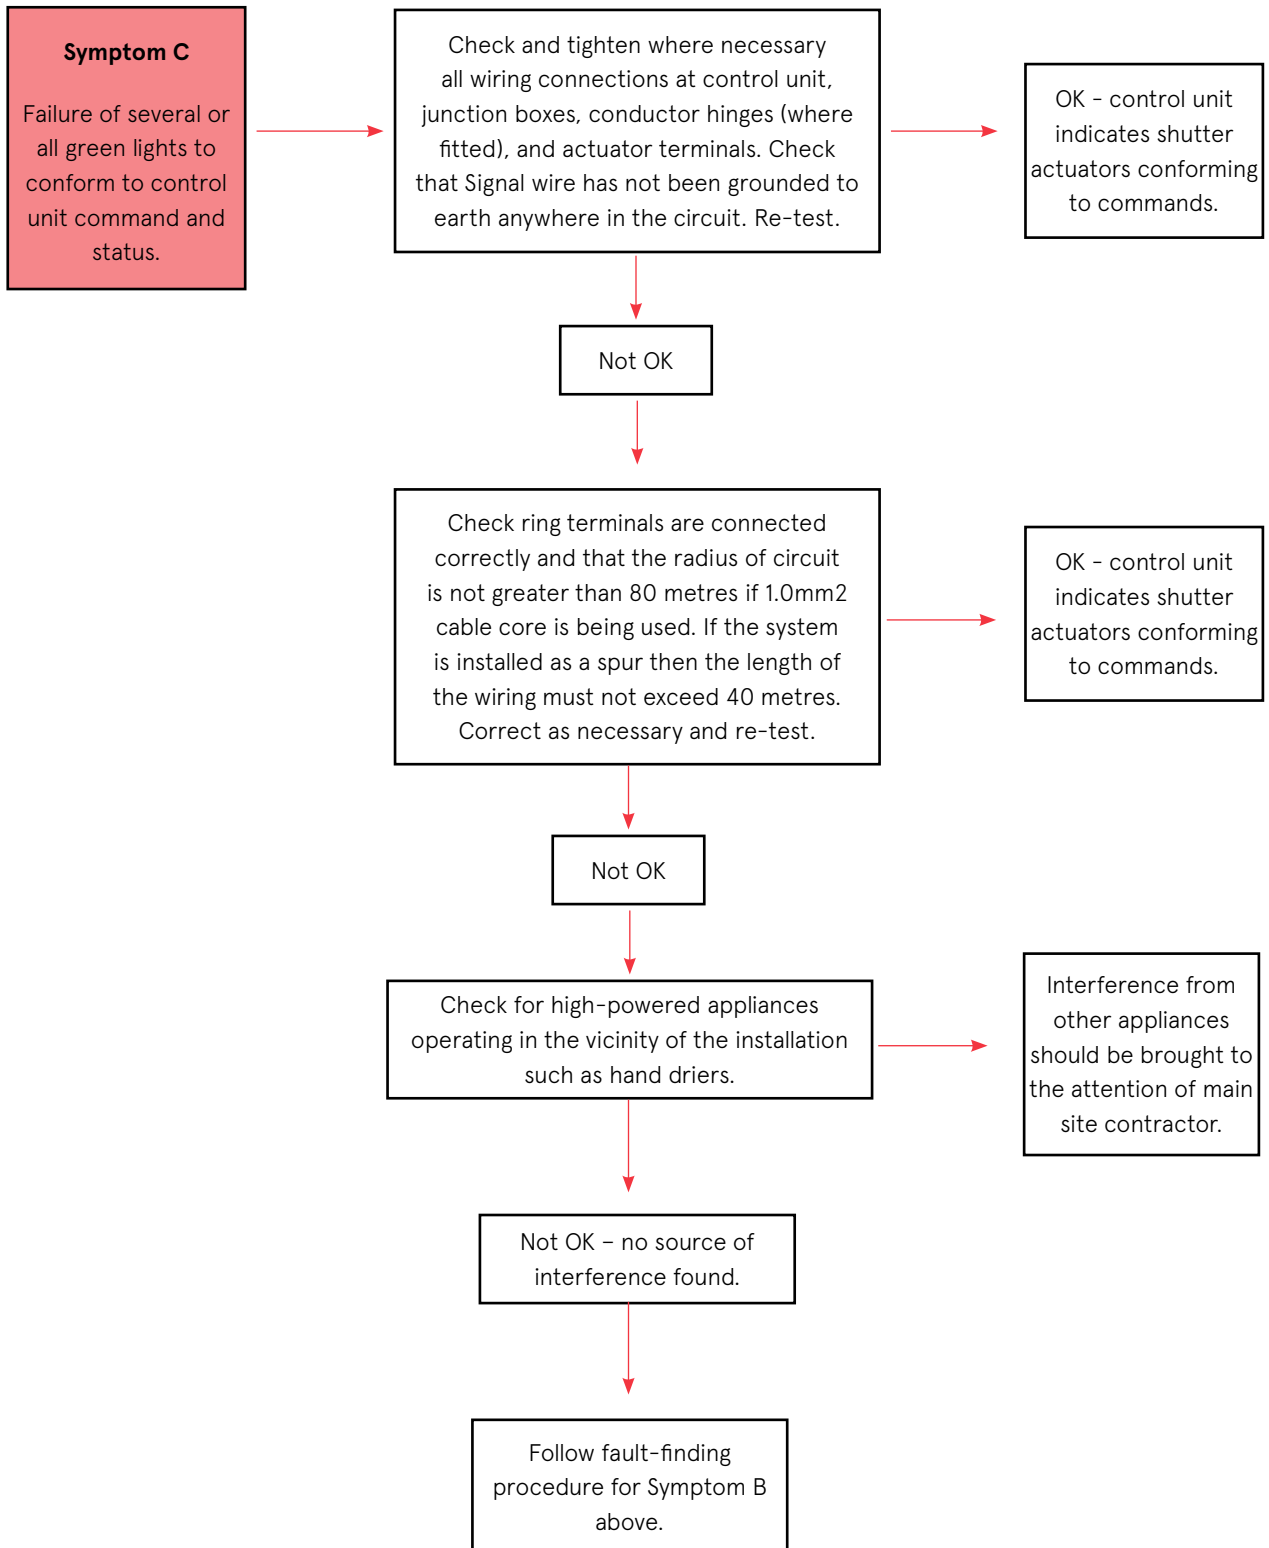 Symptom C
Failure of several or
all green lights to
conform to control
unit command and
status.
Check and tighten where necessary
all wiring connections at control unit,
junction boxes, conductor hinges (where
fitted), and actuator terminals. Check
that Signal wire has not been grounded to
earth anywhere in the circuit. Re-test.
OK - control unit
indicates shutter
actuators conforming
to commands.
Not OK
Check ring terminals are connected
correctly and that the radius of circuit
is not greater than 80 metres if 1.0mm2
cable core is being used. If the system
is installed as a spur then the length of
the wiring must not exceed 40 metres.
Correct as necessary and re-test.
OK - control unit
indicates shutter
actuators conforming
to commands.
Not OK
Check for high-powered appliances
operating in the vicinity of the installation
such as hand driers.
Interference from
other appliances
should be brought to
the attention of main
site contractor.
Not OK – no source of
interference found.
Follow fault-finding
procedure for Symptom B
above.